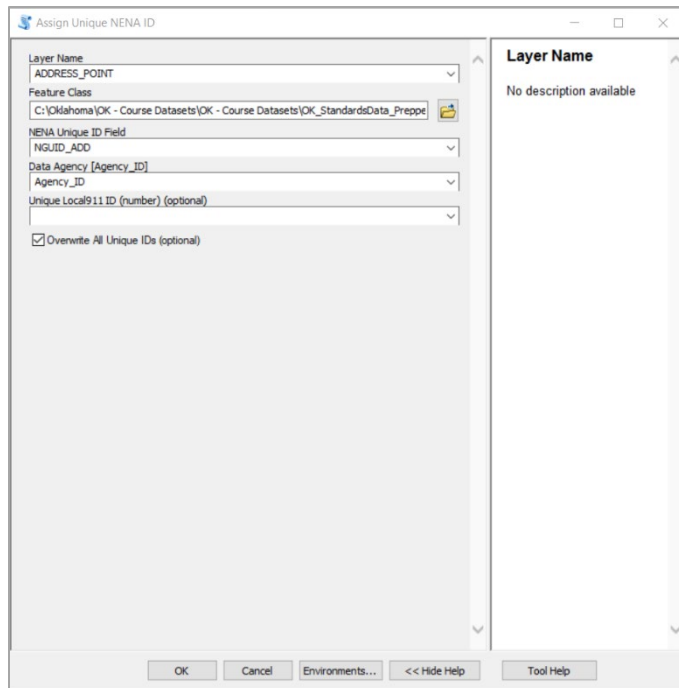 Assign Unique NENA ID
Layer Name
ADDRESS_POINT
Feature Class
C:\Oklahoma\OK - Course Datasets\OK - Course Datasets\OK_StandardsData_Preppe
NENA Unique ID Field
NGUID_ADD
Data Agency [Agency_ID]
Agency_ID
Unique Local911 ID (number) (optional)
Overwrite All Unique IDs (optional)
Layer Name
No description available
OK
Cancel
Environments...
<< Hide Help
Tool Help